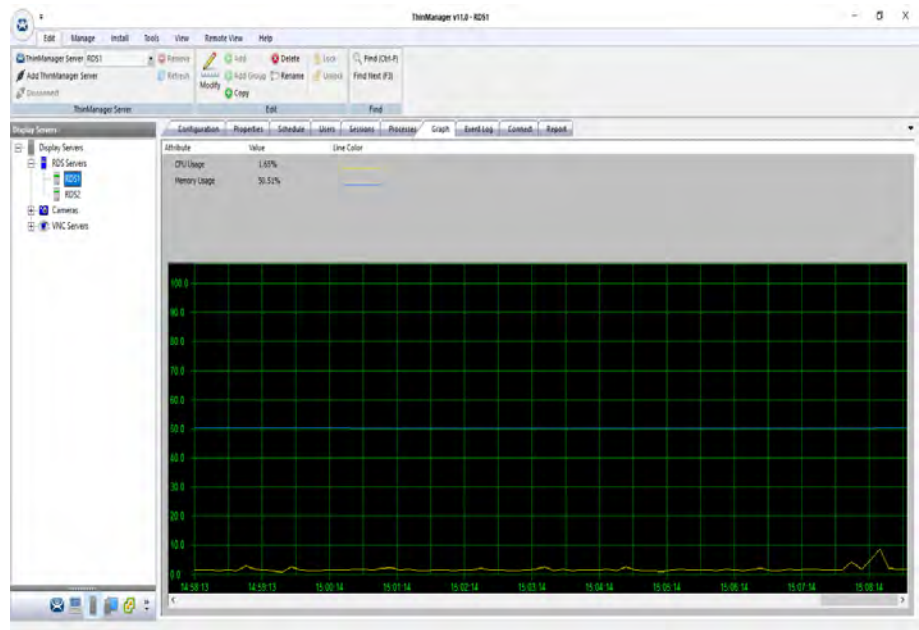 ThinManager v11.0 - RDS1
Edit Manage Install Tools View Remote View Help
ThinManager Server RDS1 Remove Add Delete Lock Find (Ctrl-F)
Add ThinManager Server Refresh Modify Add Group Rename Unlock Find Next (F3)
Disconnect Copy
ThinManager Server Edit Find
Display Servers Configuration Properties Schedule Users Sessions Processes Graph Event Log Connect Report
Display Servers
RDS Servers
RDS1
RDS2
Cameras
VNC Servers
Attribute Value Line Color
CPU Usage 1.65%
Memory Usage 50.51%
100.0
90.0
80.0
70.0
60.0
50.0
40.0
30.0
20.0
10.0
0.0
14:58:13 14:59:13 15:00:14 15:01:14 15:02:14 15:03:14 15:04:14 15:05:14 15:06:14 15:07:14 15:08:14